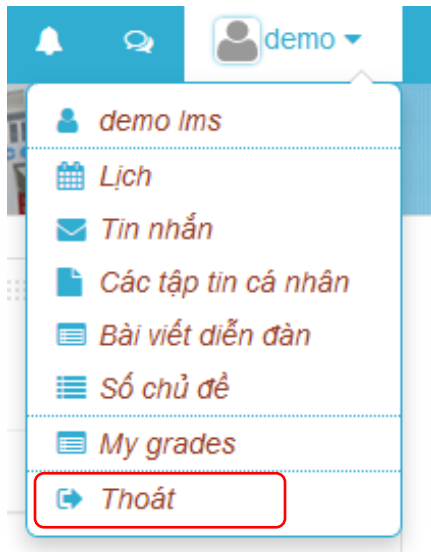 demo
demo lms
Lịch
Tin nhắn
Các tập tin cá nhân
Bài viết diễn đàn
Số chủ đề
My grades
Thoát